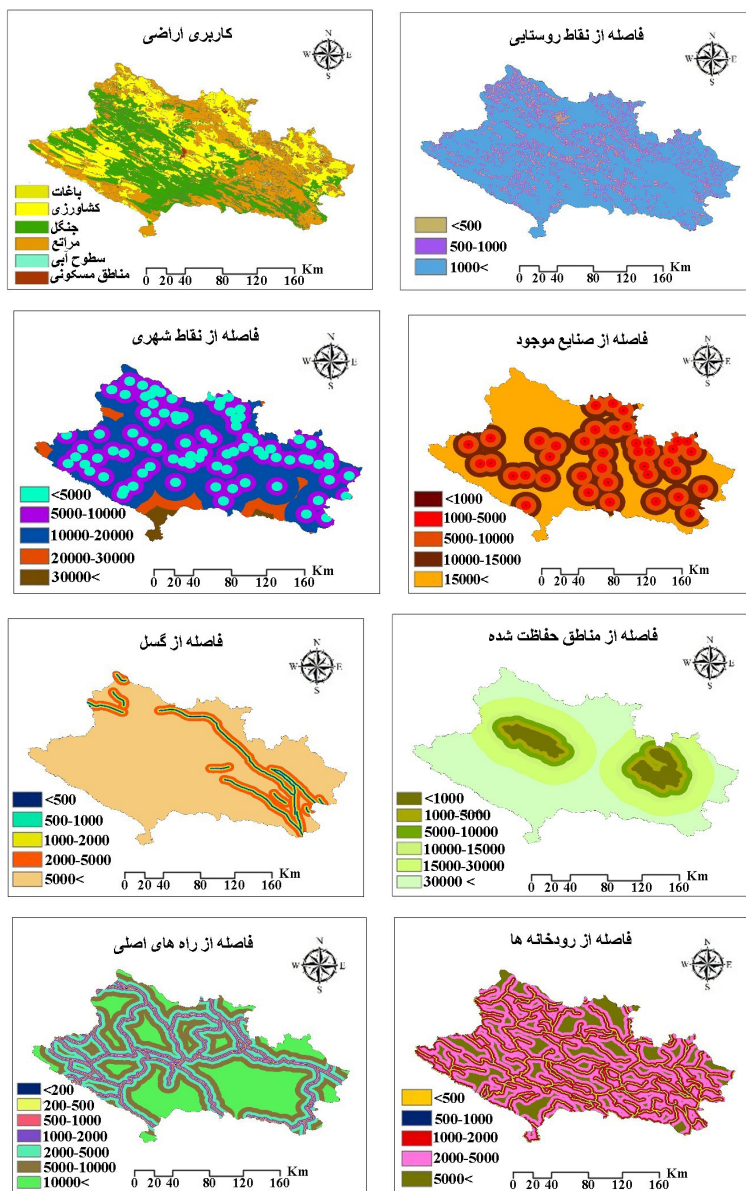 کاربری اراضی
N
W E
S
باغات
کشاورزی
جنگل
مراتع
سطوح آبی
مناطق مسکونی
Km
0 20 40 80 120 160
فاصله از نقاط روستایی
N
W E
S
<500
500-1000
1000<
Km
0 20 40 80 120 160
فاصله از نقاط شهری
N
W E
S
<5000
5000-10000
10000-20000
20000-30000
30000<
Km
0 20 40 80 120 160
فاصله از صنایع موجود
N
W E
S
<1000
1000-5000
5000-10000
10000-15000
15000<
Km
0 20 40 80 120 160
فاصله از گسل
N
W E
S
<500
500-1000
1000-2000
2000-5000
5000<
Km
0 20 40 80 120 160
فاصله از مناطق حفاظت شده
N
W E
S
<1000
1000-5000
5000-10000
10000-15000
15000-30000
30000 <
Km
0 20 40 80 120 160
فاصله از راه های اصلی
N
W E
S
<200
200-500
500-1000
1000-2000
2000-5000
5000-10000
10000<
Km
0 20 40 80 120 160
فاصله از رودخانه ها
N
W E
S
<500
500-1000
1000-2000
2000-5000
5000<
Km
0 20 40 80 120 160